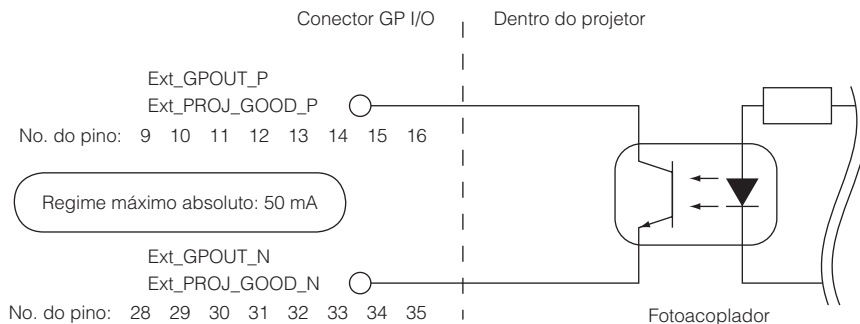 Conector GP I/O
Dentro do projetor
Ext_GPOUT_P
Ext_PROJ_GOOD_P
No. do pino: 9 10 11 12 13 14 15 16
Regime máximo absoluto: 50 mA
Ext_GPOUT_N
Ext_PROJ_GOOD_N
No. do pino: 28 29 30 31 32 33 34 35
Fotoacoplador